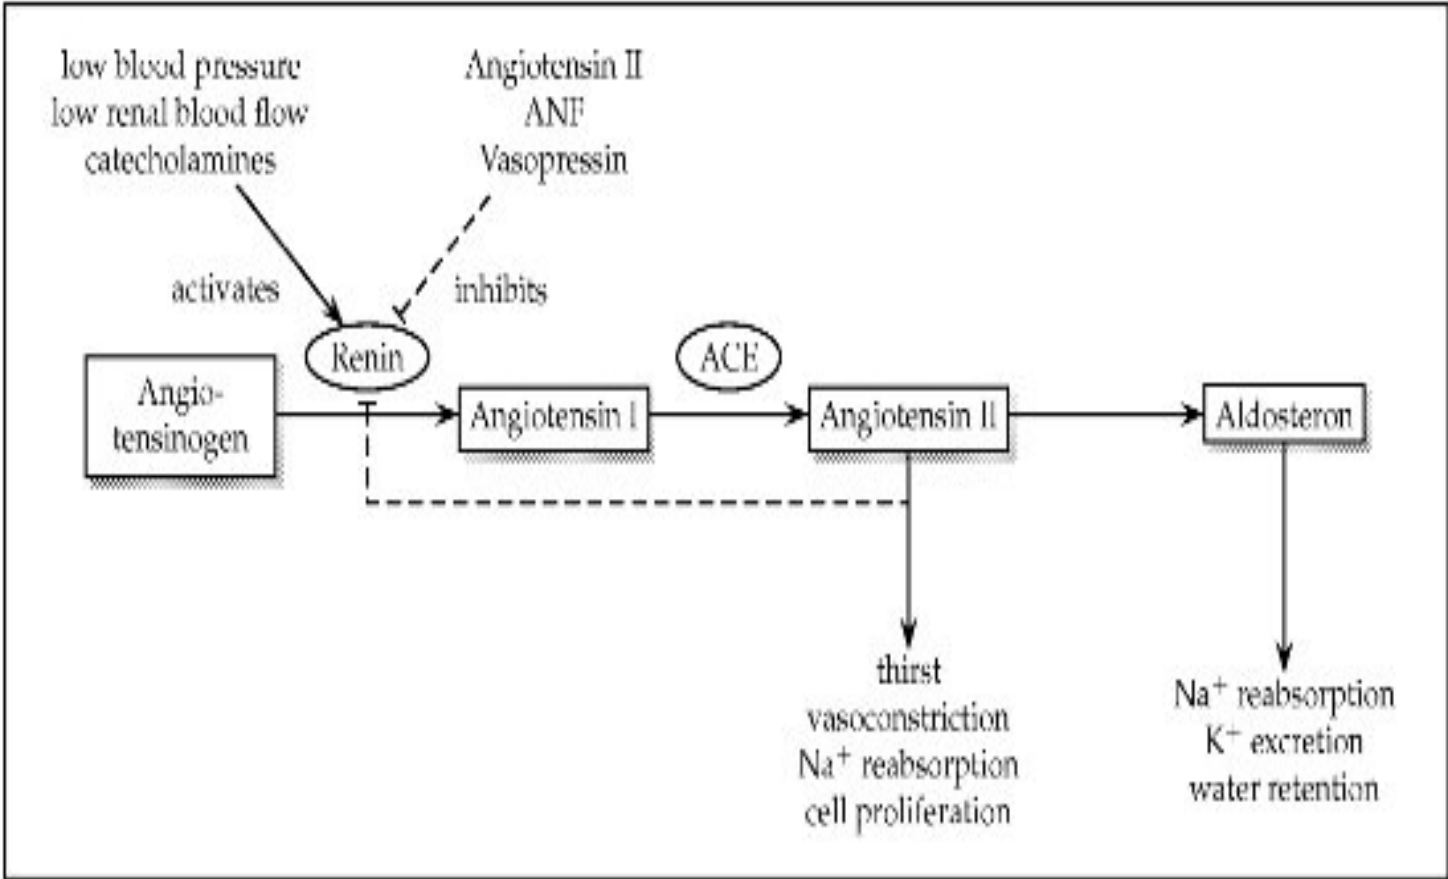 low blood pressure
low renal blood flow
catecholamines
Angiotensin II
ANF
Vasopressin
activates
inhibits
Renin
ACE
Angio-
tensinogen
Angiotensin I
Angiotensin II
Aldosteron
thirst
vasoconstriction
Na⁺ reabsorption
cell proliferation
Na⁺ reabsorption
K⁺ excretion
water retention